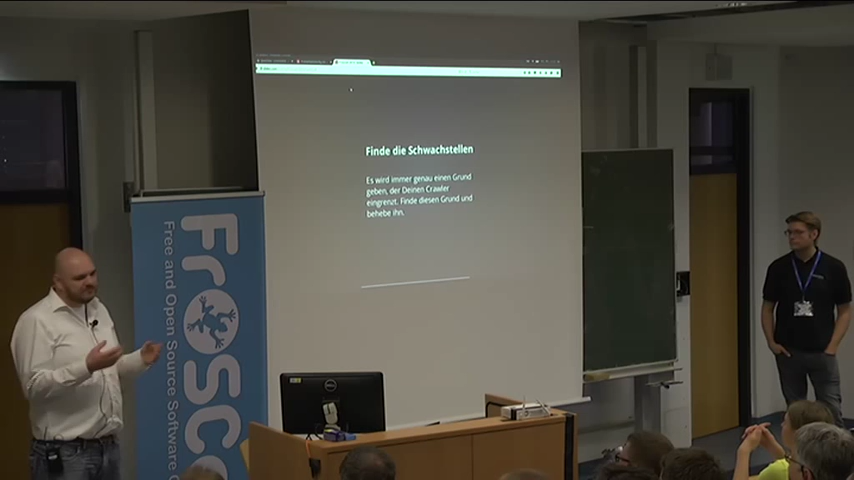 Finde die Schwachstellen
Es wird immer genau einen Grund
geben, der Deinen Crawler
eingrenzt. Finde diesen Grund und
behebe ihn.
FrOSCo
Free and Open Source Software
DELL